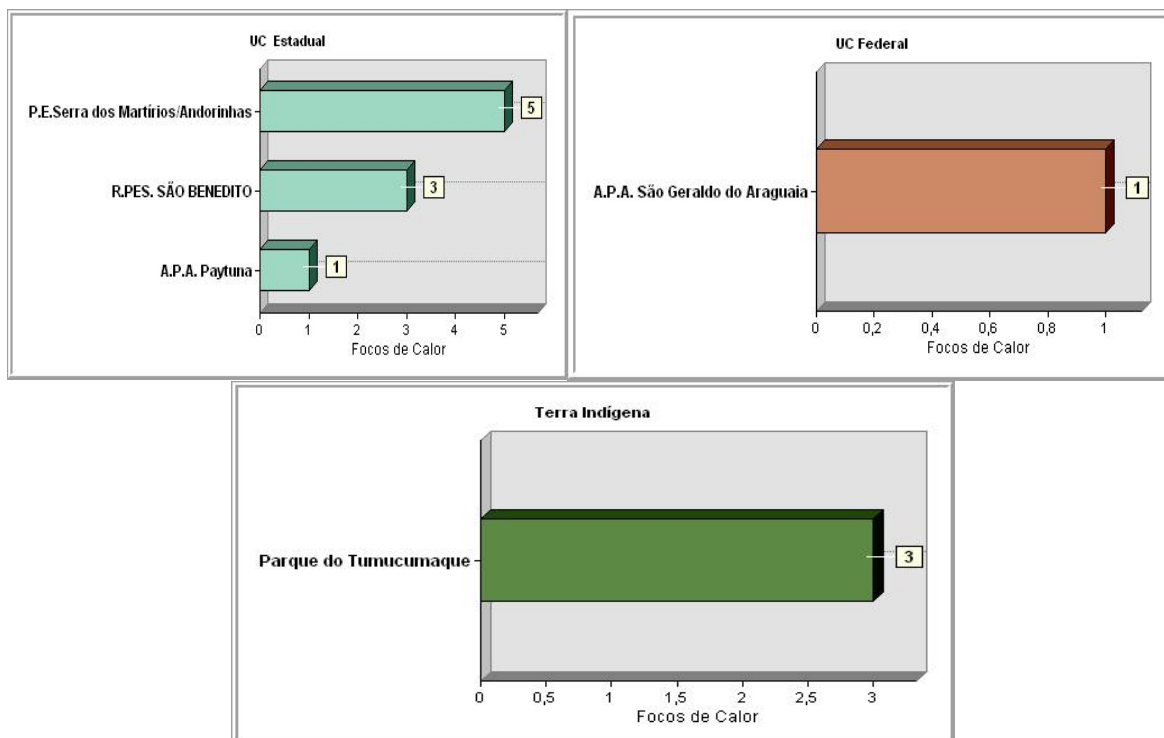 UC Estadual
P.E.Serra dos Martírios/Andorinhas
5
R.PES. SÃO BENEDITO
3
A.P.A. Paytuna
1
0 1 2 3 4 5
Focos de Calor
UC Federal
A.P.A. São Geraldo do Araguaia
1
0 0,2 0,4 0,6 0,8 1
Focos de Calor
Terra Indígena
Parque do Tumucumaque
3
0 0,5 1 1,5 2 2,5 3
Focos de Calor